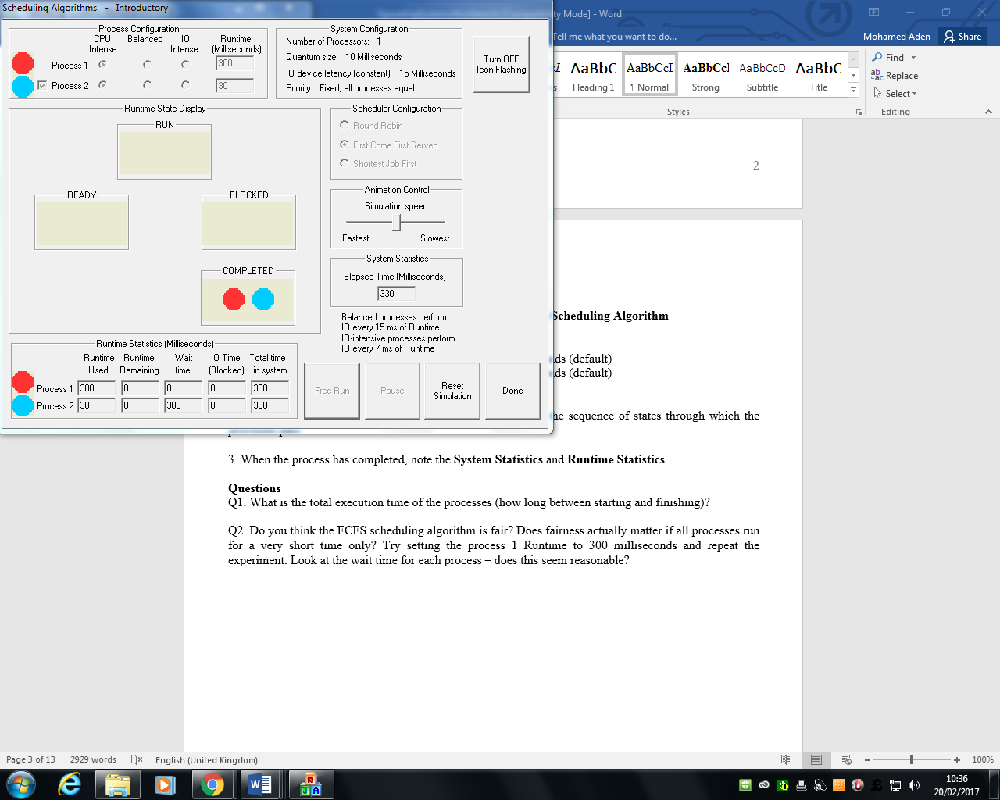 Scheduling Algorithms - Introductory
Process Configuration
CPU Intense
Balanced
IO Intense
Runtime (Milliseconds)
Process 1
300
Process 2
30
System Configuration
Number of Processors: 1
Quantum size: 10 Milliseconds
IO device latency (constant): 15 Milliseconds
Priority: Fixed, all processes equal
Turn OFF
Icon Flashing
Runtime State Display
RUN
READY
BLOCKED
COMPLETED
Scheduler Configuration
Round Robin
First Come First Served
Shortest Job First
Animation Control
Simulation speed
Fastest Slowest
System Statistics
Elapsed Time (Milliseconds)
330
Balanced processes perform
IO every 15 ms of Runtime
IO-intensive processes perform
IO every 7 ms of Runtime
Runtime Statistics (Milliseconds)
Runtime Runtime Wait IO Time Total time
Used Remaining time (Blocked) in system
Process 1 300 0 0 0 300
Process 2 30 0 300 0 330
Free Run
Pause
Reset
Simulation
Done
ty Mode] - Word
Tell me what you want to do...
Mohamed Aden
Share
AaBbC AaBbCcI AaBbCcI AaBbCcD AaBbC
Heading 1 ¶ Normal Strong Subtitle Title
Styles
Find
Replace
Select
Editing
2
Scheduling Algorithm
ds (default)
ds (default)
he sequence of states through which the
3. When the process has completed, note the System Statistics and Runtime Statistics.
Questions
Q1. What is the total execution time of the processes (how long between starting and finishing)?
Q2. Do you think the FCFS scheduling algorithm is fair? Does fairness actually matter if all processes run
for a very short time only? Try setting the process 1 Runtime to 300 milliseconds and repeat the
experiment. Look at the wait time for each process – does this seem reasonable?
Page 3 of 13 2929 words English (United Kingdom)
100%
10:36
20/02/2017